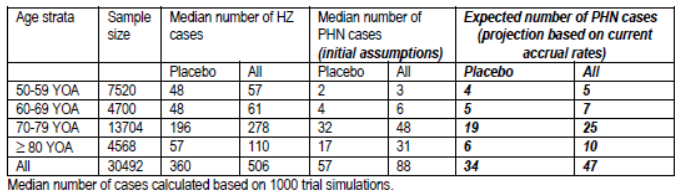 Age strata Sample size Median number of HZ cases Median number of PHN cases (initial assumptions) Expected number of PHN cases (projection based on current accrual rates)
Placebo All Placebo All Placebo All
50-59 YOA 7520 48 57 2 3 4 5
60-69 YOA 4700 48 61 4 6 5 7
70-79 YOA 13704 196 278 32 48 19 25
≥ 80 YOA 4568 57 110 17 31 6 10
All 30492 360 506 57 88 34 47
Median number of cases calculated based on 1000 trial simulations.